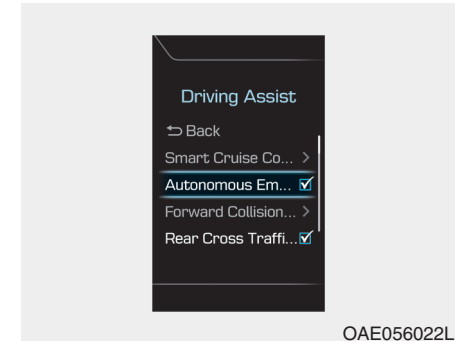 Driving Assist
Back
Smart Cruise Co...
Autonomous Em...
Forward Collision...
Rear Cross Traffi...
OAE056022L